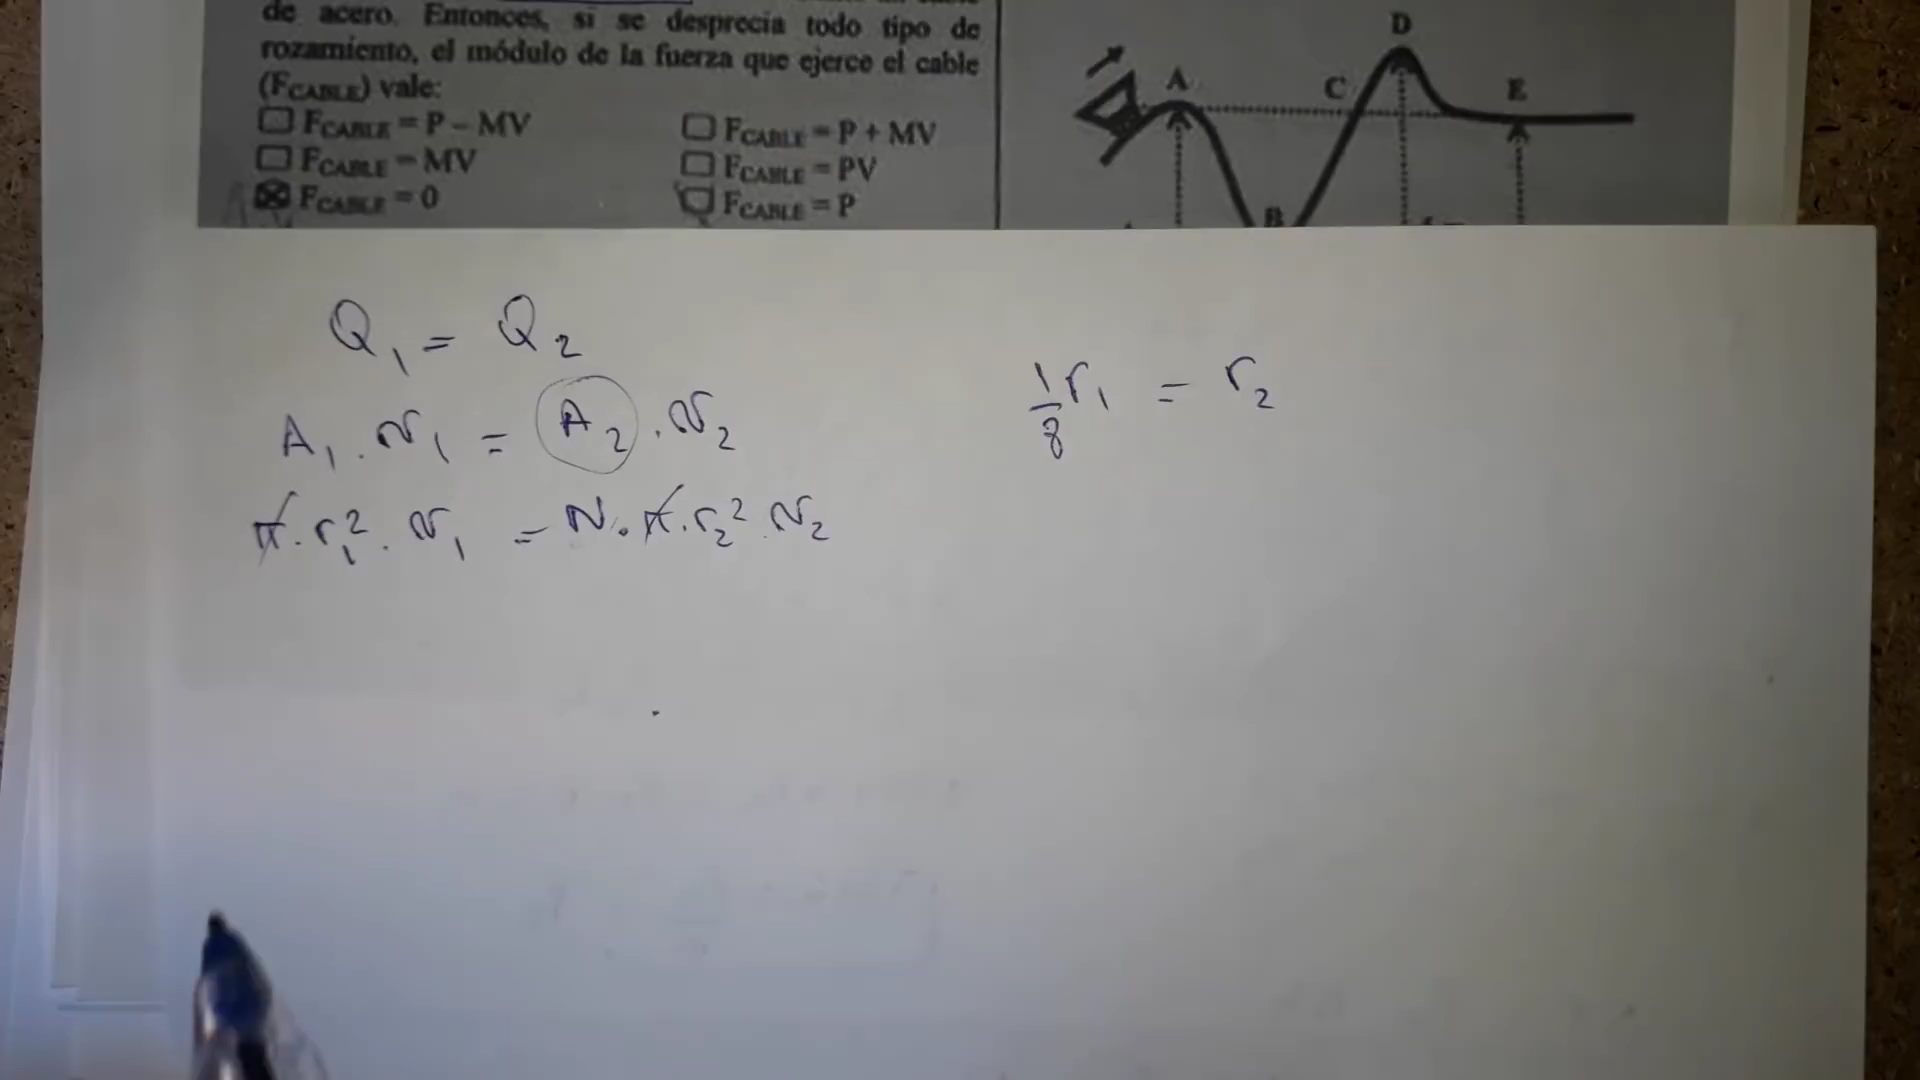 de acero. Entonces, si se desprecia todo tipo de
rozamiento, el módulo de la fuerza que ejerce el cable
(FCABLE) vale:
FCABLE = P – MV
FCABLE = P + MV
FCABLE = MV
FCABLE = PV
FCABLE = 0
FCABLE = P
A
B
C
D
E
Q₁ = Q₂
A₁ . v₁ = A₂ . v₂
π . r₁² . v₁ = N . π . r₂² . v₂
1/8 r₁ = r₂